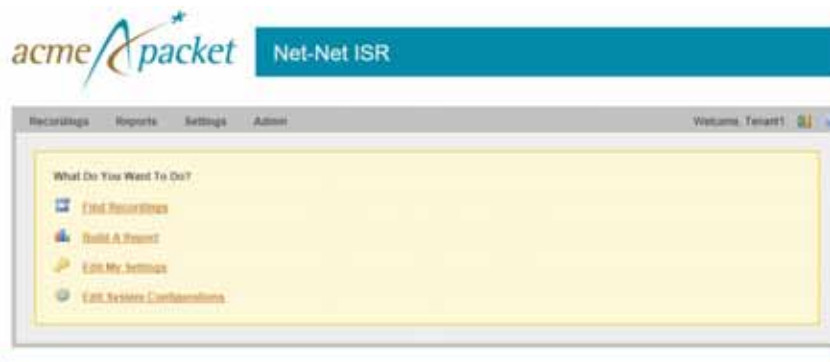 acme packet
Net-Net ISR
Recordings Reports Settings Admin Welcome, Tenant1
What Do You Want To Do?
Find Recordings
Build A Report
Edit My Settings
Edit System Configurations